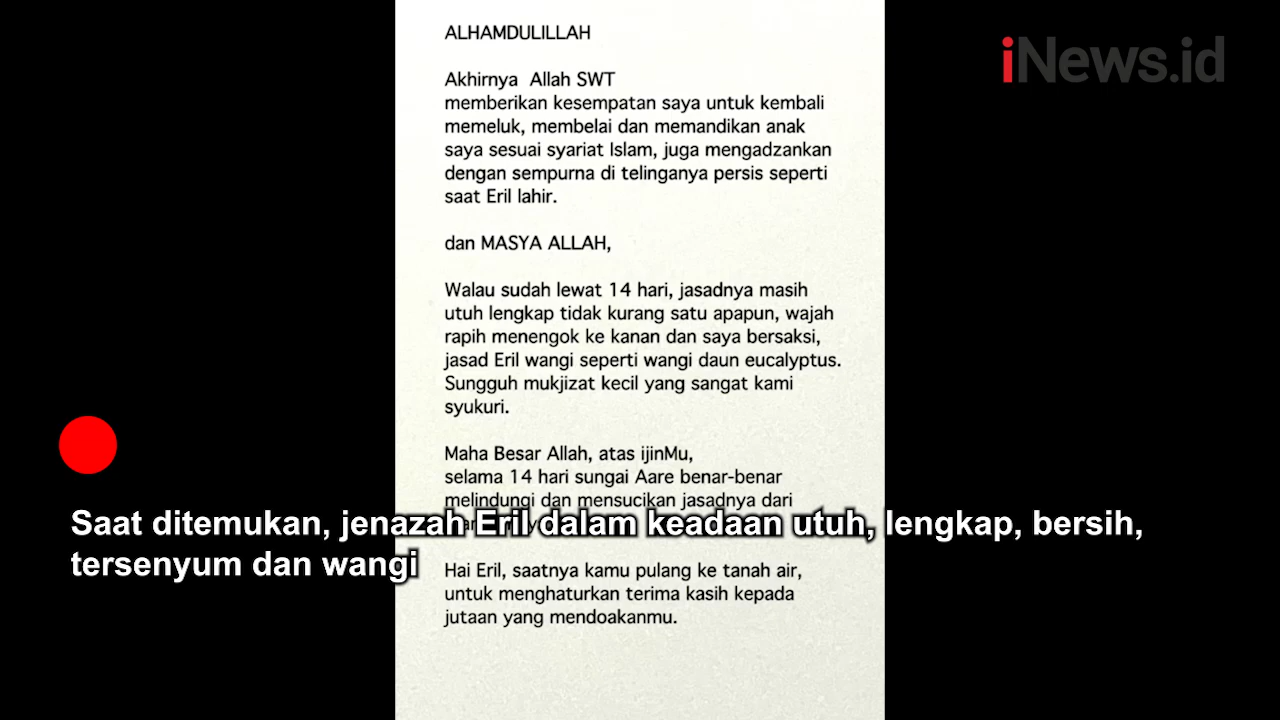 iNews.id
ALHAMDULILLAH
Akhirnya Allah SWT
memberikan kesempatan saya untuk kembali
memeluk, membelai dan memandikan anak
saya sesuai syariat Islam, juga mengadzankan
dengan sempurna di telinganya persis seperti
saat Eril lahir.
dan MASYA ALLAH,
Walau sudah lewat 14 hari, jasadnya masih
utuh lengkap tidak kurang satu apapun, wajah
rapih menengok ke kanan dan saya bersaksi,
jasad Eril wangi seperti wangi daun eucalyptus.
Sungguh mukjizat kecil yang sangat kami
syukuri.
Maha Besar Allah, atas ijinMu,
selama 14 hari sungai Aare benar-benar
melindungi dan mensucikan jasadnya dari
Saat ditemukan, jenazah Eril dalam keadaan utuh, lengkap, bersih,
tersenyum dan wangi
Hai Eril, saatnya kamu pulang ke tanah air,
untuk menghaturkan terima kasih kepada
jutaan yang mendoakanmu.